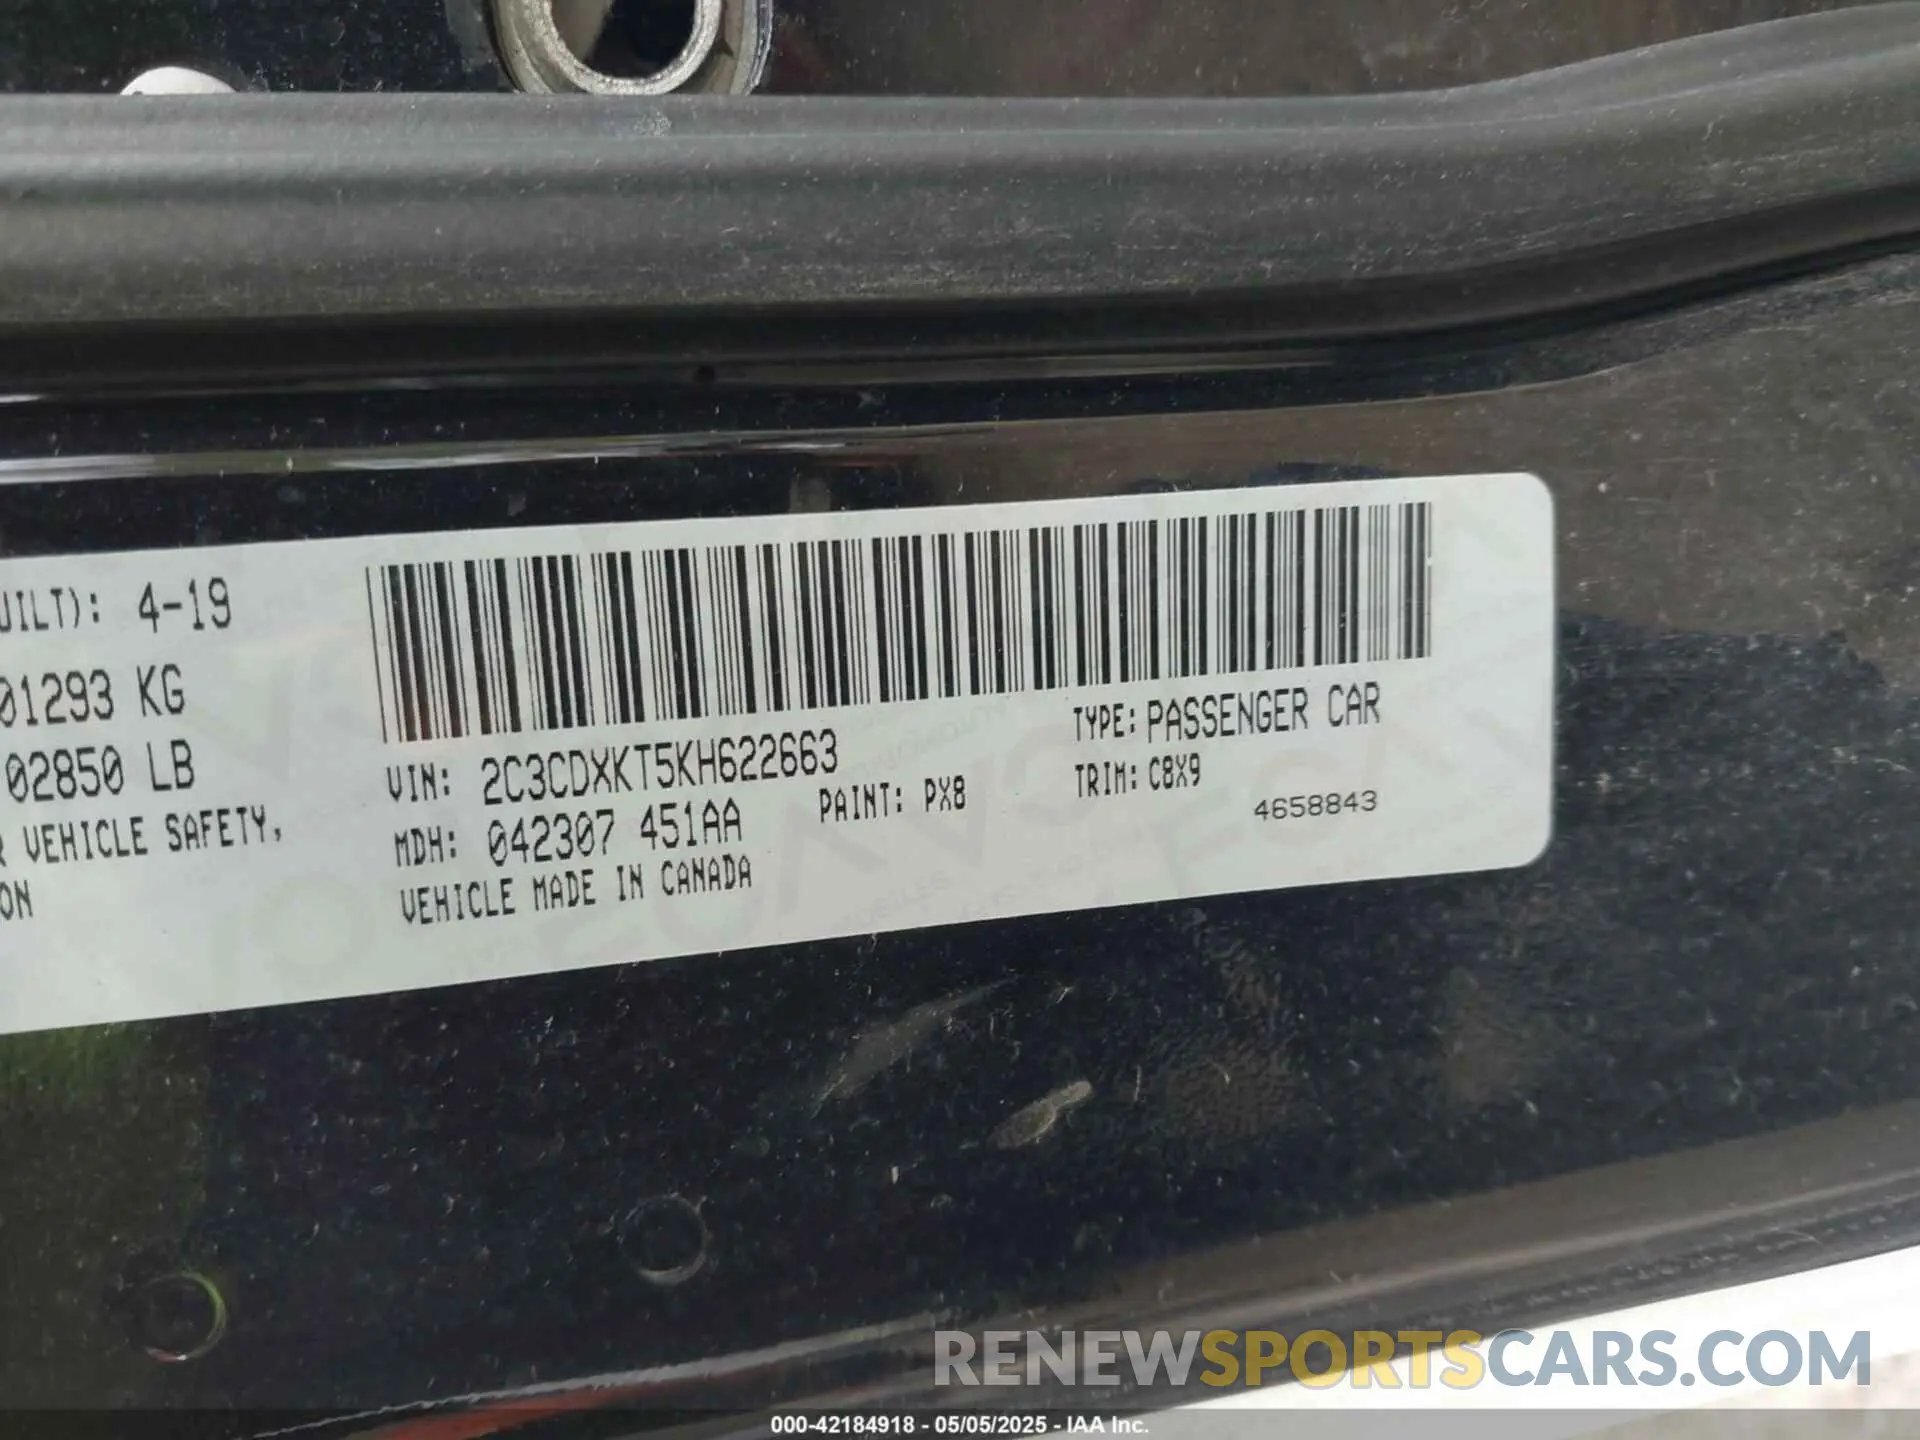 UILT): 4-19
01293 KG
02850 LB
VEHICLE SAFETY,
ON
VIN: 2C3CDXKT5KH622663
TYPE: PASSENGER CAR
MDH: 042307 451AA
PAINT: PX8
TRIM: C8X9
4658843
VEHICLE MADE IN CANADA
RENEWSPORTSCARS.COM
000-42184918 - 05/05/2025 - IAA Inc.